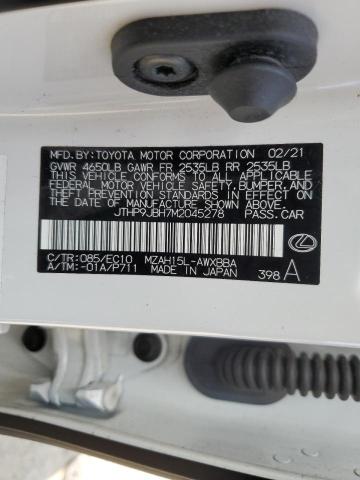 MFD. BY: TOYOTA MOTOR CORPORATION 02/21
GVWR 4650LB GAWR FR 2535LB RR 2535LB
THIS VEHICLE CONFORMS TO ALL APPLICABLE
FEDERAL MOTOR VEHICLE SAFETY, BUMPER, AND
THEFT PREVENTION STANDARDS IN EFFECT ON
THE DATE OF MANUFACTURE SHOWN ABOVE.
JTHP9JBH7M2045278 PASS.CAR
C/TR: 085/EC10 MZAH15L-AWXBBA
A/TM: -01A/P711 MADE IN JAPAN 398 A